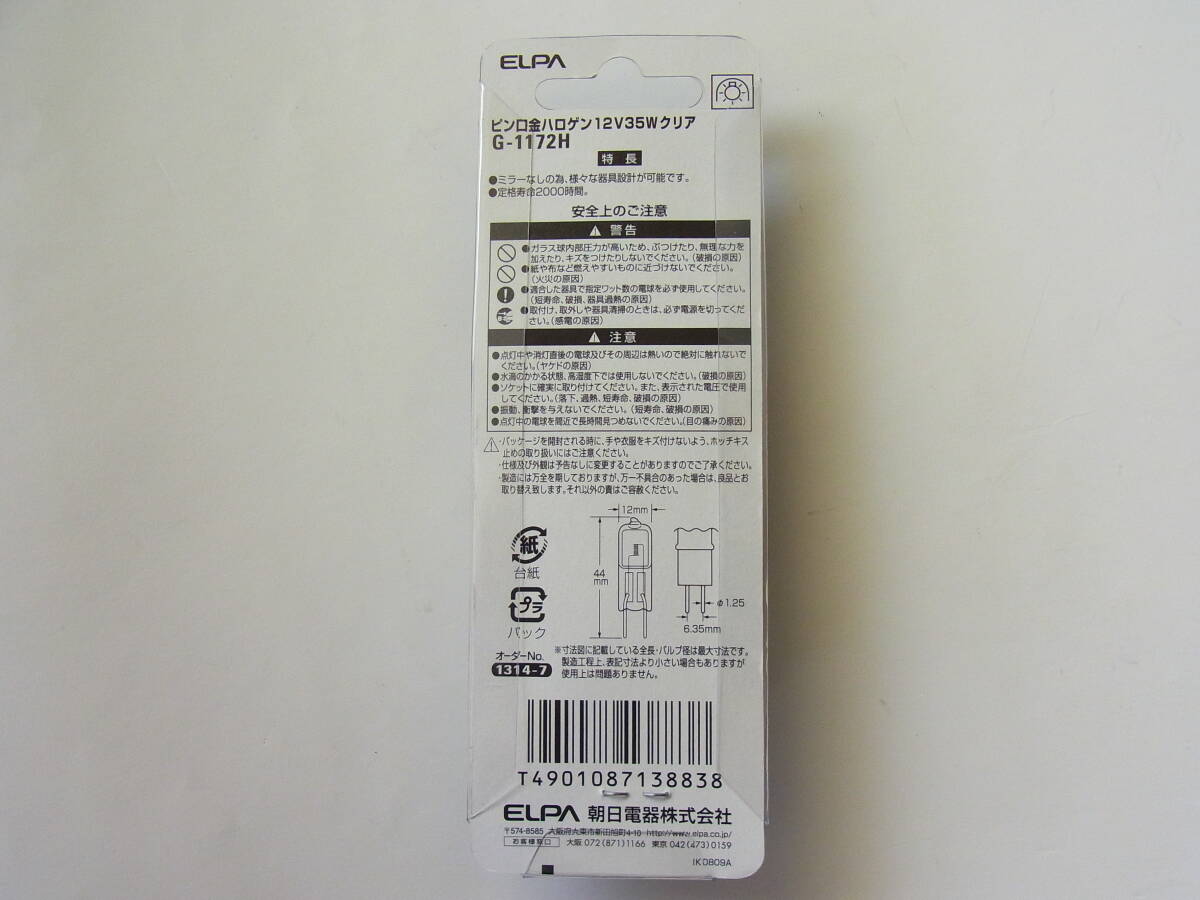 ELPA
ピン口金ハロゲン12V35Wクリア
G-1172H
特長
●ミラーなしの為、様々な器具設計が可能です。
●定格寿命2000時間。
安全上のご注意
警告
●ガラス球内部圧力が高いため、ぶつけたり、無理な力を
加えたり、キズをつけたりしないでください。(破損の原因)
●紙や布など燃えやすいものに近づけないでください。
(火災の原因)
●適合した器具で指定ワット数の電球を必ず使用してください。
(短寿命、破損、器具過熱の原因)
●取付け、取外しや器具清掃のときは、必ず電源を切ってくだ
さい。(感電の原因)
注意
●点灯中や消灯直後の電球及びその周辺は熱いので絶対に触れないで
ください。(ヤケドの原因)
●水滴のかかる状態、高湿度下では使用しないでください。(破損の原因)
●ソケットに確実に取り付けてください。また、表示された電圧で使用
してください。(落下、過熱、短寿命、破損の原因)
●振動、衝撃を与えないでください。(短寿命、破損の原因)
●点灯中の電球を間近で長時間見つめないでください。(目の痛みの原因)
・パッケージを開封される時に、手や衣服をキズ付けないよう、ホッチキス
止めの取り扱いにはご注意ください。
・仕様及び外観は予告なしに変更することがありますのでご了承ください。
・製造には万全を期しておりますが、万一不具合のあった場合は、良品とお
取り替え致します。それ以外の責はご容赦ください。
12mm
44
mm
φ1.25
6.35mm
紙
台紙
プラ
パック
オーダーNo.
1314-7
※寸法図に記載している全長・バルブ径は最大寸法です。
製造工程上、表記寸法より小さい場合もありますが
使用上は問題ありません。
T4901087138838
ELPA 朝日電器株式会社
〒574-8585 大阪府大東市新田旭町4-10 http://www.elpa.co.jp/
お客様窓口 大阪 072(871)1166 東京 042(473)0159
IK0809A